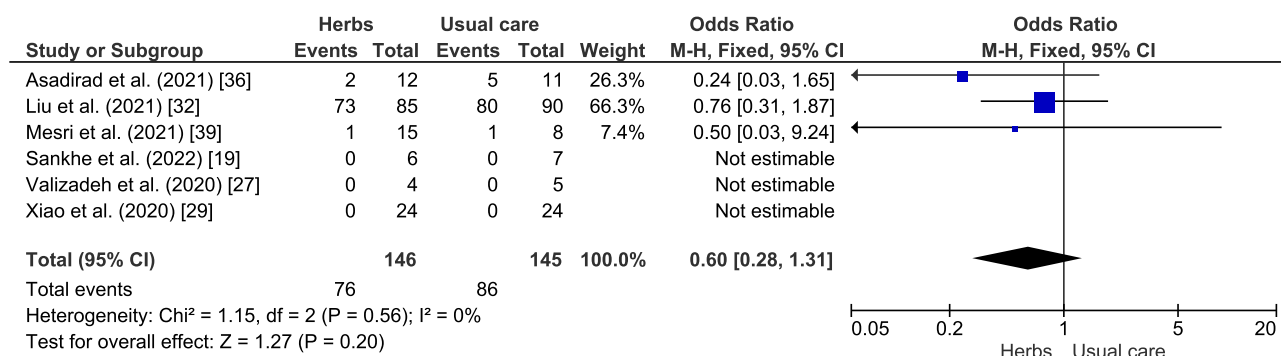 Herbs Usual care Odds Ratio Odds Ratio
Study or Subgroup Events Total Events Total Weight M-H, Fixed, 95% CI M-H, Fixed, 95% CI
Asadirad et al. (2021) [36] 2 12 5 11 26.3% 0.24 [0.03, 1.65]
Liu et al. (2021) [32] 73 85 80 90 66.3% 0.76 [0.31, 1.87]
Mesri et al. (2021) [39] 1 15 1 8 7.4% 0.50 [0.03, 9.24]
Sankhe et al. (2022) [19] 0 6 0 7 Not estimable
Valizadeh et al. (2020) [27] 0 4 0 5 Not estimable
Xiao et al. (2020) [29] 0 24 0 24 Not estimable
Total (95% CI) 146 145 100.0% 0.60 [0.28, 1.31]
Total events 76 86
Heterogeneity: Chi² = 1.15, df = 2 (P = 0.56); I² = 0%
Test for overall effect: Z = 1.27 (P = 0.20)
0.05 0.2 1 5 20
Herbs Usual care